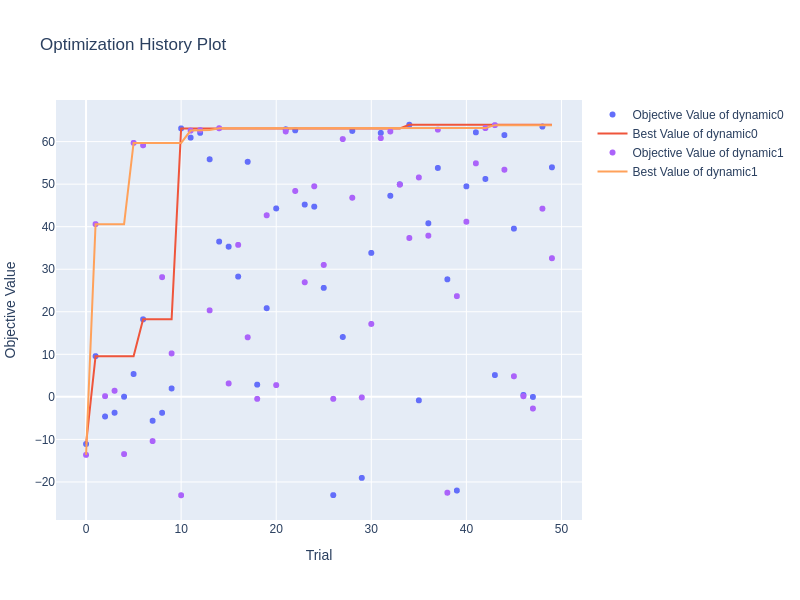 Optimization History Plot
Objective Value
60
50
40
30
20
10
0
−10
−20
0
10
20
30
40
50
Trial
Objective Value of dynamic0
Best Value of dynamic0
Objective Value of dynamic1
Best Value of dynamic1